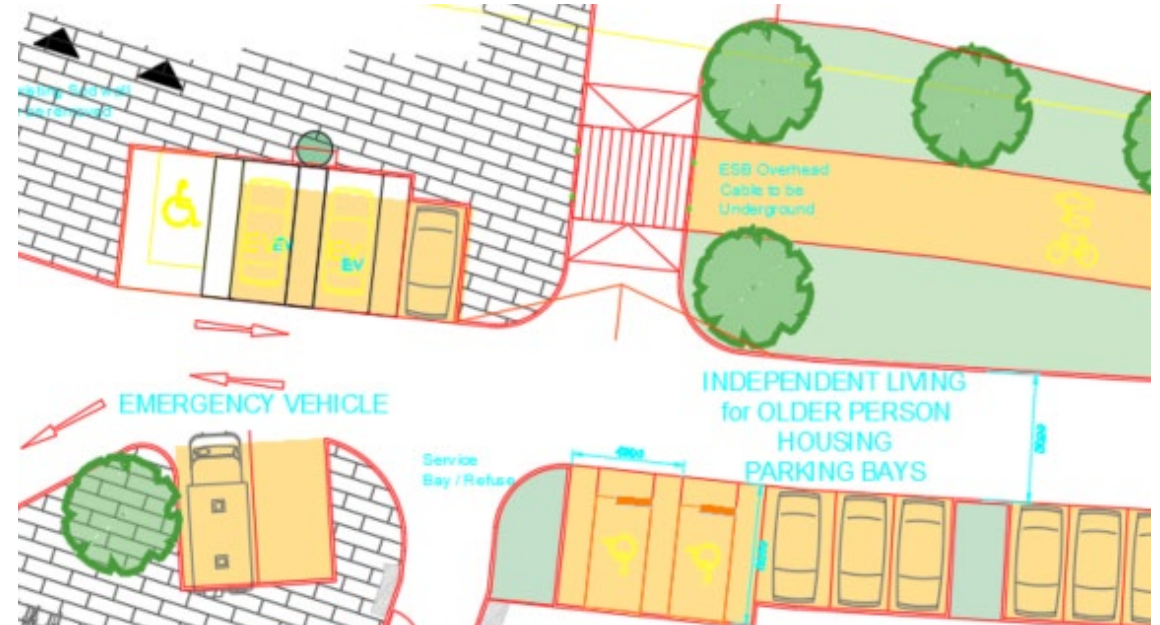 ESB Overhead
Cable to be
Underground
EV
EV
EMERGENCY VEHICLE
INDEPENDENT LIVING
for OLDER PERSON
HOUSING
PARKING BAYS
Service
Bay / Refuse